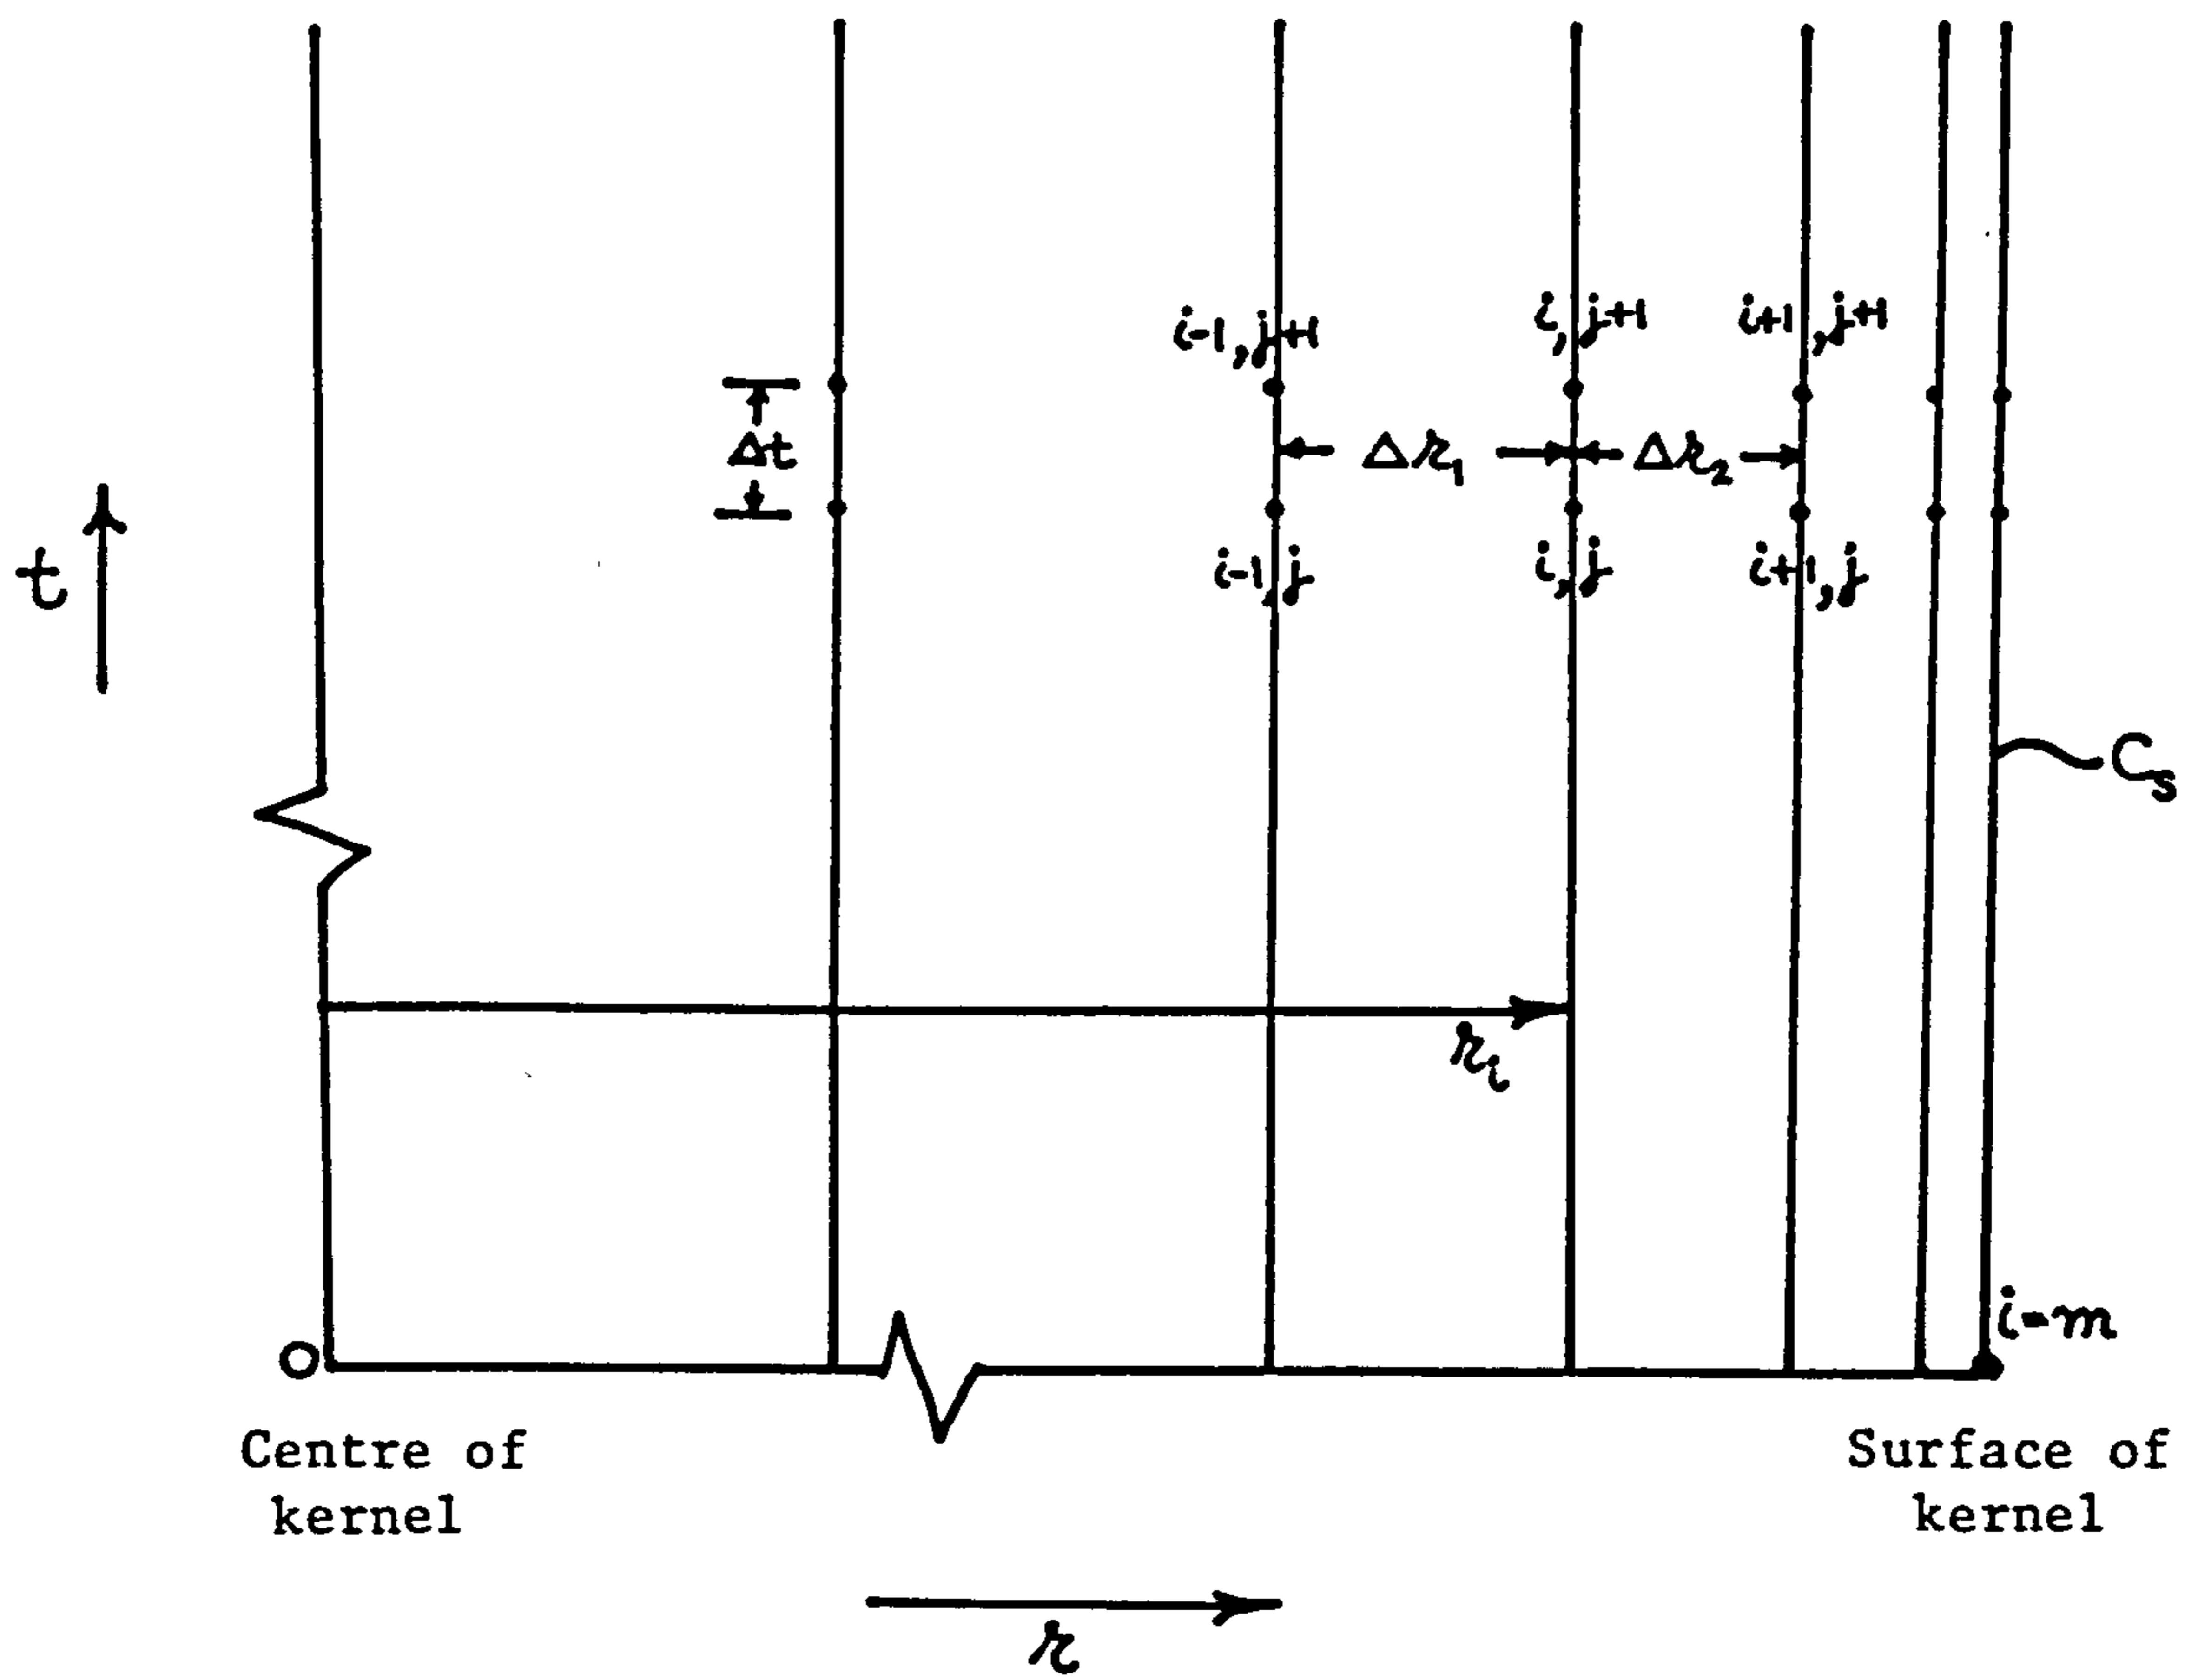 i-1,j+1
i,j+1
i+1,j+1
Δt
Δr₁
Δr₂
t
i-1,j
i,j
i+1,j
Cₛ
rᵢ
i=m
O
Centre of
kernel
Surface of
kernel
r